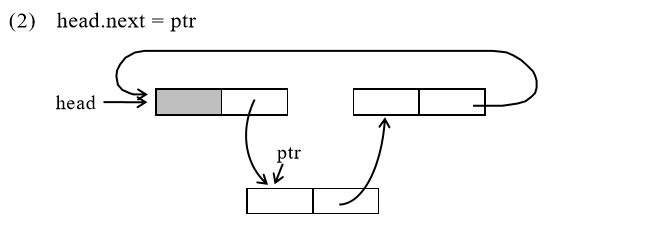 (2) head.next = ptr
head
ptr